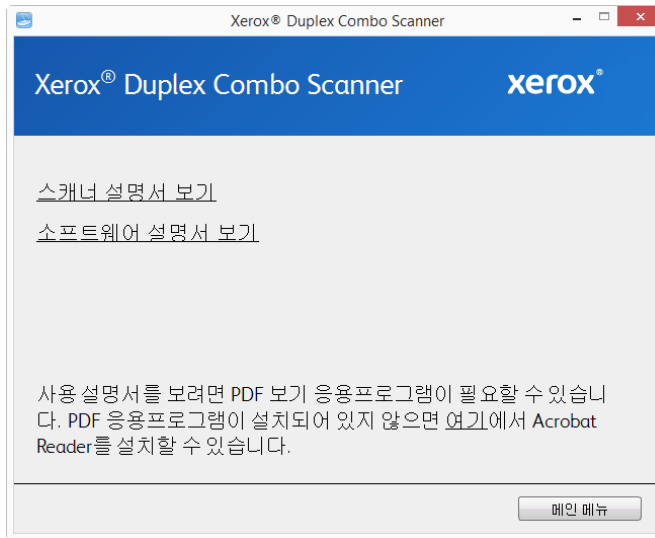 Xerox® Duplex Combo Scanner
Xerox® Duplex Combo Scanner
xerox®
스캐너 설명서 보기
소프트웨어 설명서 보기
사용 설명서를 보려면 PDF 보기 응용프로그램이 필요할 수 있습니
다. PDF 응용프로그램이 설치되어 있지 않으면 여기에서 Acrobat
Reader를 설치할 수 있습니다.
메인 메뉴